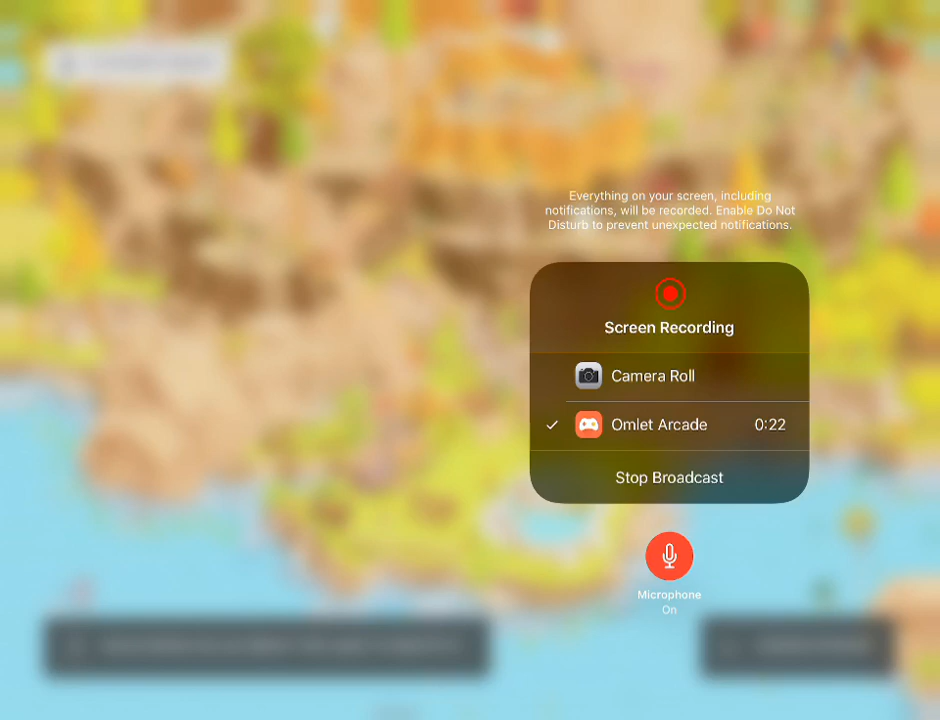 Everything on your screen, including
notifications, will be recorded. Enable Do Not
Disturb to prevent unexpected notifications.
Screen Recording
Camera Roll
Omlet Arcade 0:22
Stop Broadcast
Microphone
On